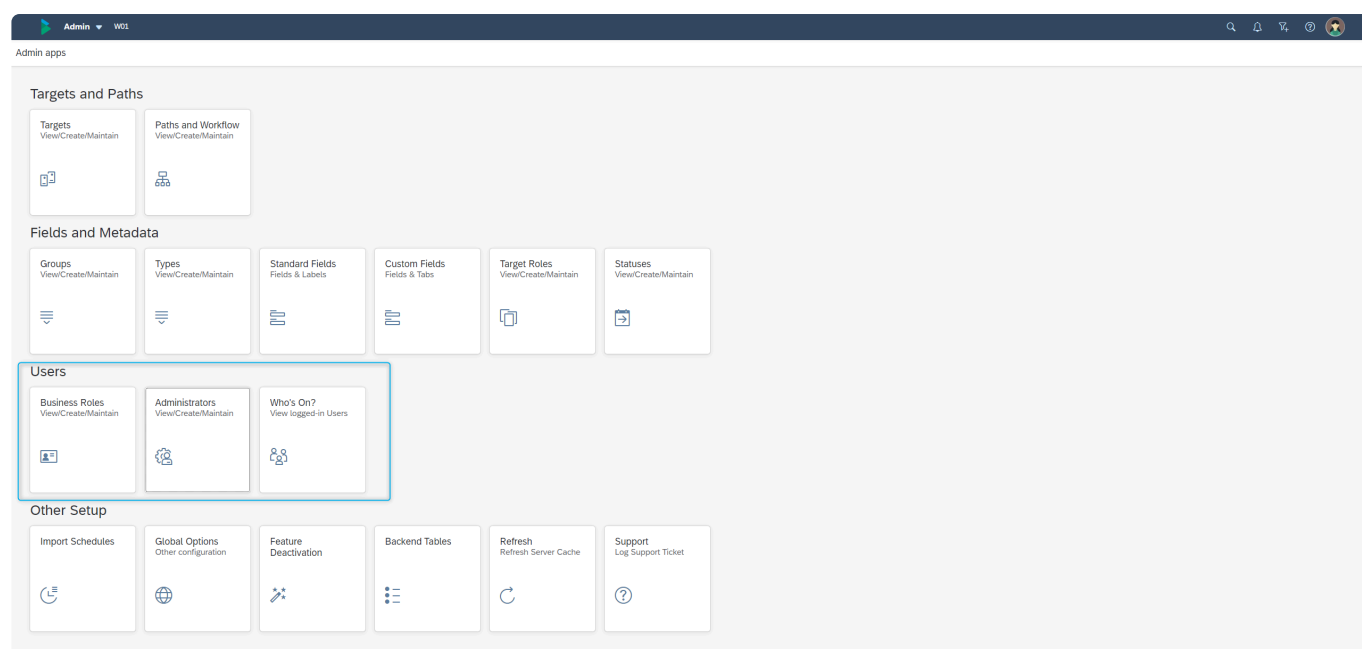 Admin W01
Admin apps
Targets and Paths
Targets
View/Create/Maintain
Paths and Workflow
View/Create/Maintain
Fields and Metadata
Groups
View/Create/Maintain
Types
View/Create/Maintain
Standard Fields
Fields & Labels
Custom Fields
Fields & Tabs
Target Roles
View/Create/Maintain
Statuses
View/Create/Maintain
Users
Business Roles
View/Create/Maintain
Administrators
View/Create/Maintain
Who's On?
View logged-in Users
Other Setup
Import Schedules
Global Options
Other configuration
Feature
Deactivation
Backend Tables
Refresh
Refresh Server Cache
Support
Log Support Ticket